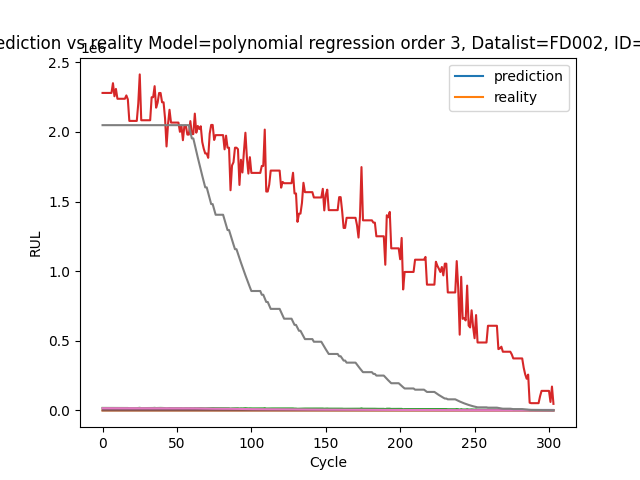 ediction vs reality Model=polynomial regression order 3, Datalist=FD002, ID=
1e6
prediction
reality
2.5
2.0
1.5
1.0
0.5
0.0
RUL
0 50 100 150 200 250 300
Cycle